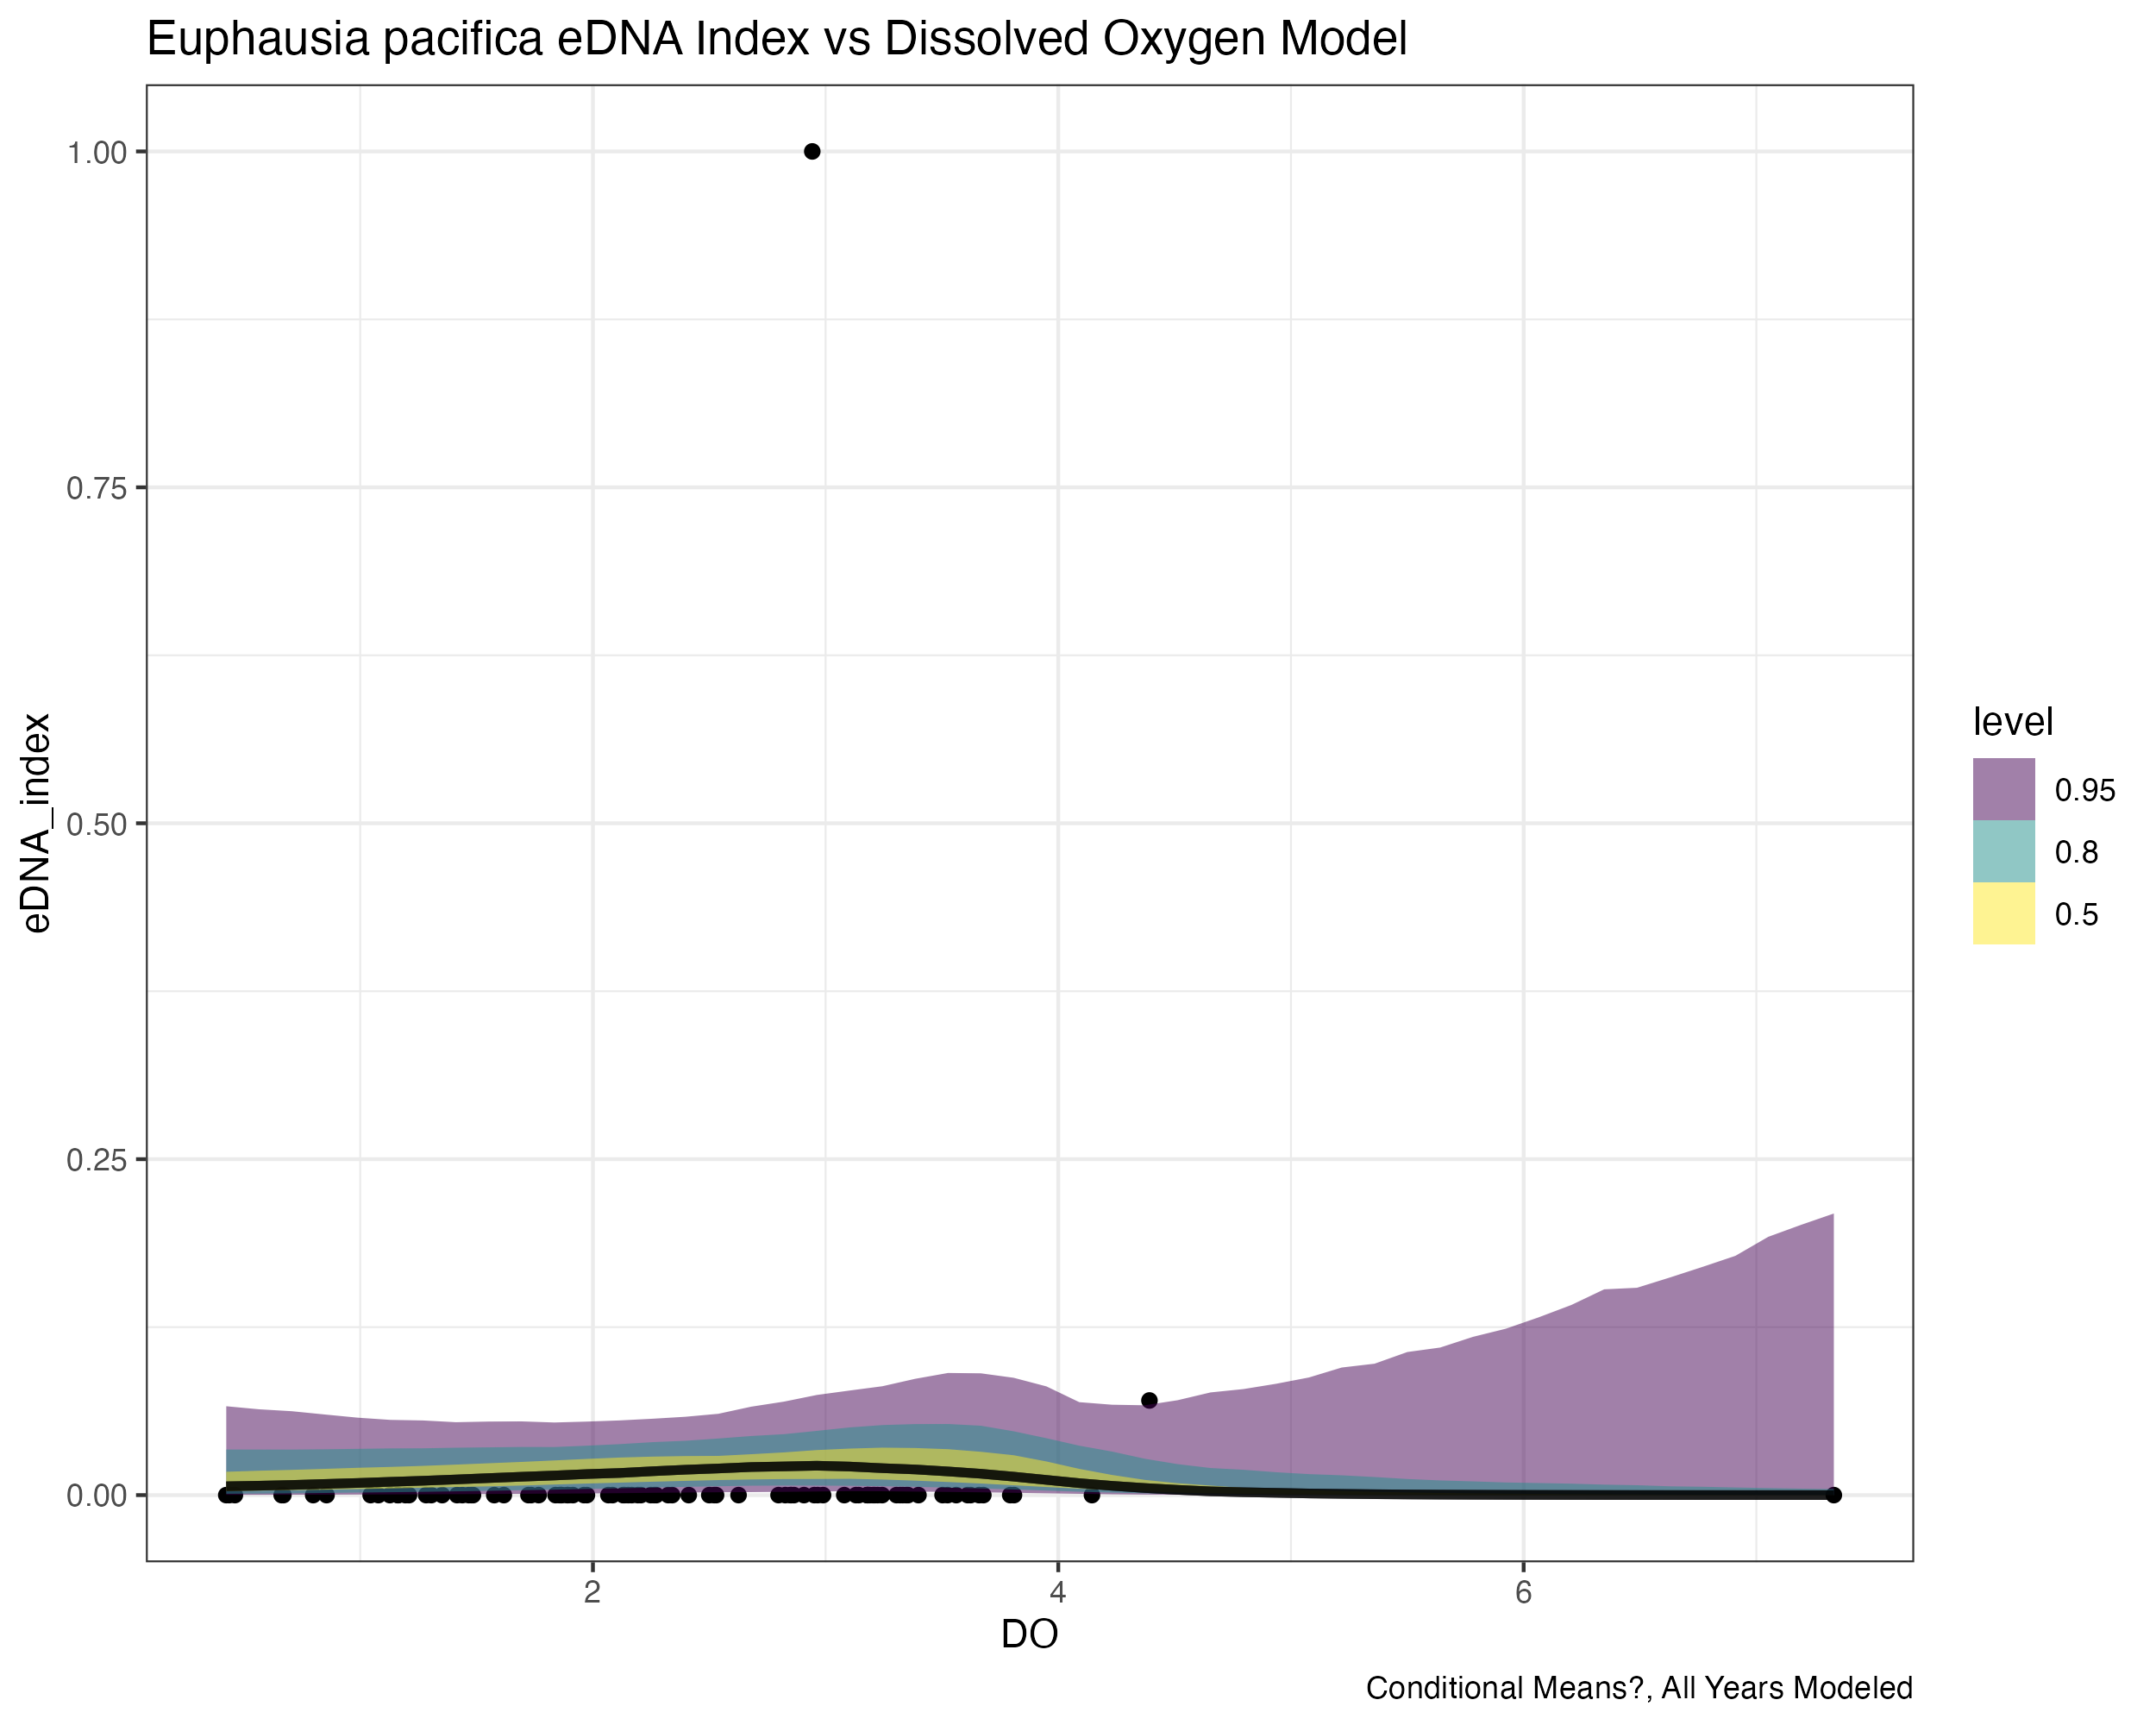 Euphausia pacifica eDNA Index vs Dissolved Oxygen Model
1.00
0.75
0.50
0.25
0.00
eDNA_index
2
4
6
DO
level
0.95
0.8
0.5
Conditional Means?, All Years Modeled